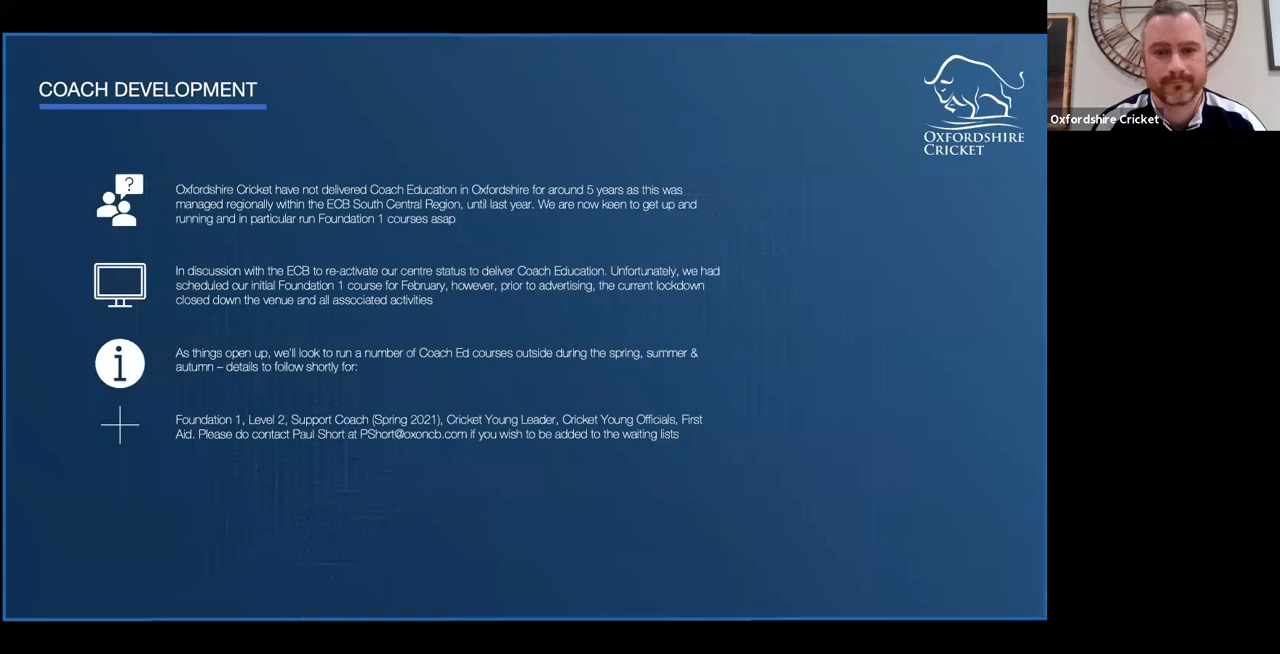 COACH DEVELOPMENT
OXFORDSHIRE
CRICKET
Oxfordshire Cricket
?
Oxfordshire Cricket have not delivered Coach Education in Oxfordshire for around 5 years as this was
managed regionally within the ECB South Central Region, until last year. We are now keen to get up and
running and in particular run Foundation 1 courses asap
In discussion with the ECB to re-activate our centre status to deliver Coach Education. Unfortunately, we had
scheduled our initial Foundation 1 course for February, however, prior to advertising, the current lockdown
closed down the venue and all associated activities
i
As things open up, we'll look to run a number of Coach Ed courses outside during the spring, summer &
autumn – details to follow shortly for:
Foundation 1, Level 2, Support Coach (Spring 2021), Cricket Young Leader, Cricket Young Officials, First
Aid. Please do contact Paul Short at PShort@oxoncb.com if you wish to be added to the waiting lists